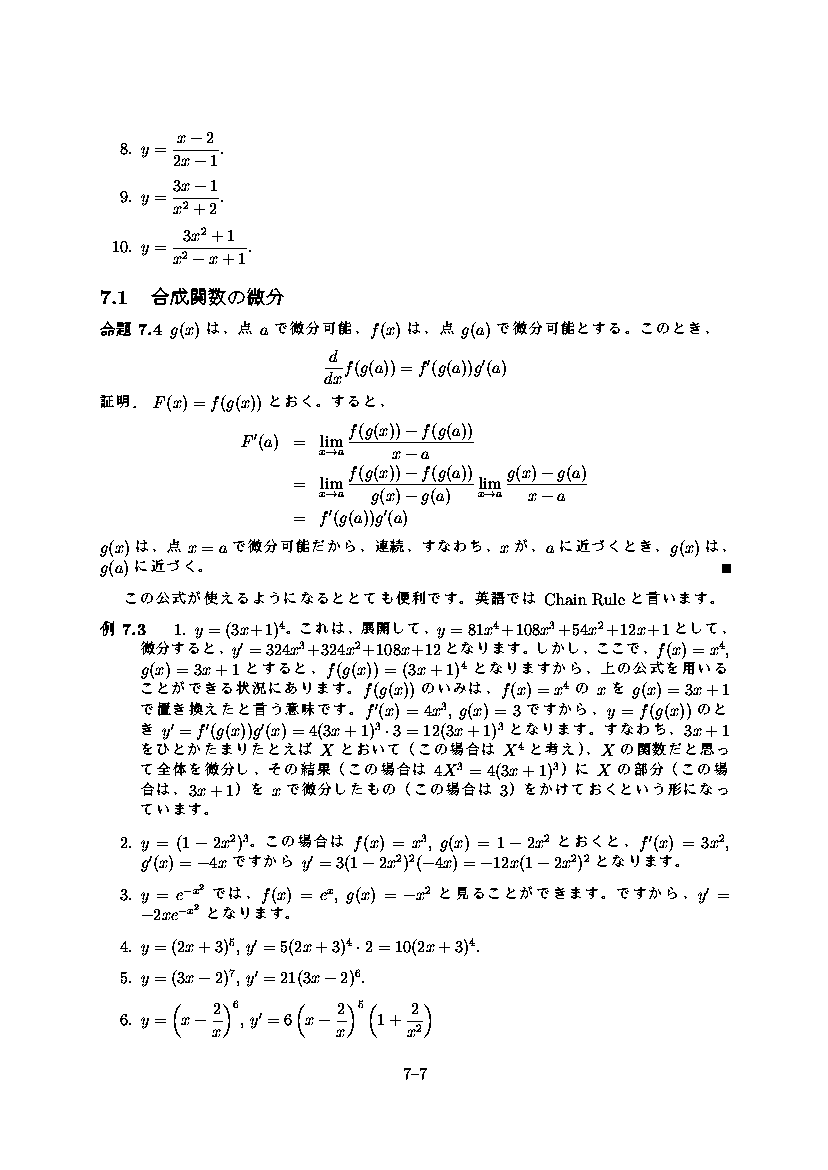 8. y = \frac{x-2}{2x-1}.
9. y = \frac{3x-1}{x^2+2}.
10. y = \frac{3x^2+1}{x^2-x+1}.
7.1 合成関数の微分
命題 7.4 g(x) は、点 a で微分可能、f(x) は、点 g(a) で微分可能とする。このとき、
\frac{d}{dx}f(g(a)) = f'(g(a))g'(a)
証明. F(x) = f(g(x)) とおく。すると、
F'(a) = \lim_{x→a} \frac{f(g(x)) - f(g(a))}{x-a}
= \lim_{x→a} \frac{f(g(x)) - f(g(a))}{g(x) - g(a)} \lim_{x→a} \frac{g(x) - g(a)}{x-a}
= f'(g(a))g'(a)
g(x) は、点 x = a で微分可能だから、連続、すなわち、x が、a に近づくとき、g(x) は、
g(a) に近づく。 ■
この公式が使えるようになるととても便利です。英語では Chain Rule と言います。
例 7.3 1. y = (3x+1)^4。これは、展開して、y = 81x^4+108x^3+54x^2+12x+1 として、
微分すると、y' = 324x^3+324x^2+108x+12 となります。しかし、ここで、f(x) = x^4,
g(x) = 3x + 1 とすると、f(g(x)) = (3x + 1)^4 となりますから、上の公式を用いる
ことができる状況にあります。f(g(x)) のいみは、f(x) = x^4 の x を g(x) = 3x + 1
で置き換えたと言う意味です。f'(x) = 4x^3, g(x) = 3 ですから、y = f(g(x)) のと
き y' = f'(g(x))g'(x) = 4(3x + 1)^3 · 3 = 12(3x + 1)^3 となります。すなわち、3x + 1
をひとかたまりたとえば X とおいて（この場合は X^4 と考え）、X の関数だと思っ
て全体を微分し、その結果（この場合は 4X^3 = 4(3x + 1)^3）に X の部分（この場
合は、3x + 1）を x で微分したもの（この場合は 3）をかけておくという形になっ
ています。
2. y = (1 − 2x^2)^3。この場合は f(x) = x^3, g(x) = 1 − 2x^2 とおくと、f'(x) = 3x^2,
g'(x) = −4x ですから y' = 3(1 − 2x^2)^2(−4x) = −12x(1 − 2x^2)^2 となります。
3. y = e^{−x^2} では、f(x) = e^x, g(x) = −x^2 と見ることができます。ですから、y' =
−2xe^{−x^2} となります。
4. y = (2x + 3)^5, y' = 5(2x + 3)^4 · 2 = 10(2x + 3)^4.
5. y = (3x − 2)^7, y' = 21(3x − 2)^6.
6. y = \left(x − \frac{2}{x}\right)^6, y' = 6\left(x − \frac{2}{x}\right)^5\left(1 + \frac{2}{x^2}\right)
7–7